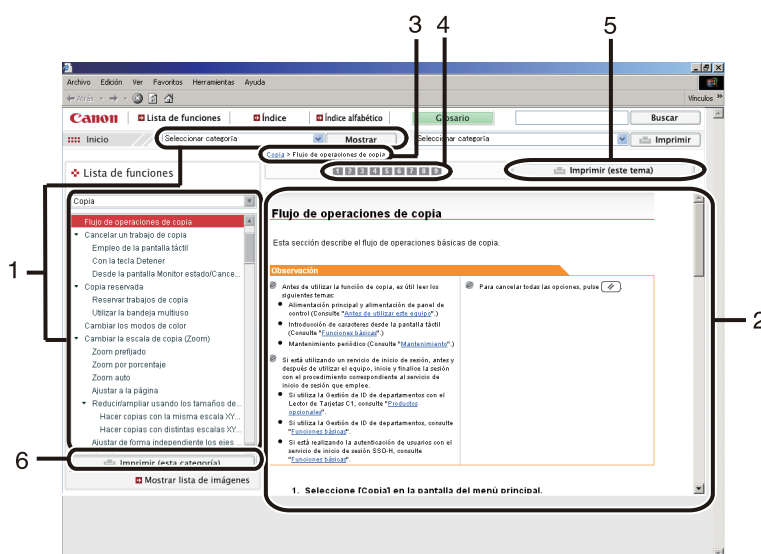 3
4
5
Archivo Edición Ver Favoritos Herramientas Ayuda
Atrás
Vínculos »
Canon
Lista de funciones
Índice
Índice alfabético
Glosario
Buscar
Inicio
Seleccionar categoría
Mostrar
Seleccionar categoría
Imprimir
Copia > Flujo de operaciones de copia
Lista de funciones
1 2 3 4 5 6 7 8 9
Imprimir (este tema)
Copia
Flujo de operaciones de copia
Cancelar un trabajo de copia
Empleo de la pantalla táctil
Con la tecla Detener
Desde la pantalla Monitor estado/Cance...
Copia reservada
Reservar trabajos de copia
Utilizar la bandeja multiuso
Cambiar los modos de color
Cambiar la escala de copia (Zoom)
Zoom prefijado
Zoom por porcentaje
Zoom auto
Ajustar a la página
Reducir/ampliar usando los tamaños de...
Hacer copias con la misma escala XY...
Hacer copias con distintas escalas XY...
Ajustar de forma independiente los ejes ...
Imprimir (esta categoría)
Mostrar lista de imágenes
1
6
Flujo de operaciones de copia
Esta sección describe el flujo de operaciones básicas de copia.
Observación
Antes de utilizar la función de copia, es útil leer los
siguientes temas:
Alimentación principal y alimentación de panel de
control (Consulte "Antes de utilizar este equipo".)
Introducción de caracteres desde la pantalla táctil
(Consulte "Funciones básicas".)
Mantenimiento periódico (Consulte "Mantenimiento".)
Si está utilizando un servicio de inicio de sesión, antes y
después de utilizar el equipo, inicie y finalice la sesión
con el procedimiento correspondiente al servicio de
inicio de sesión que emplee.
Si utiliza la Gestión de ID de departamentos con el
Lector de Tarjetas C1, consulte "Productos
opcionales".
Si utiliza la Gestión de ID de departamentos, consulte
"Funciones básicas".
Si está realizando la autenticación de usuarios con el
servicio de inicio de sesión SSO-H, consulte
"Funciones básicas".
Para cancelar todas las opciones, pulse .
1. Seleccione [Copia] en la pantalla del menú principal.
2